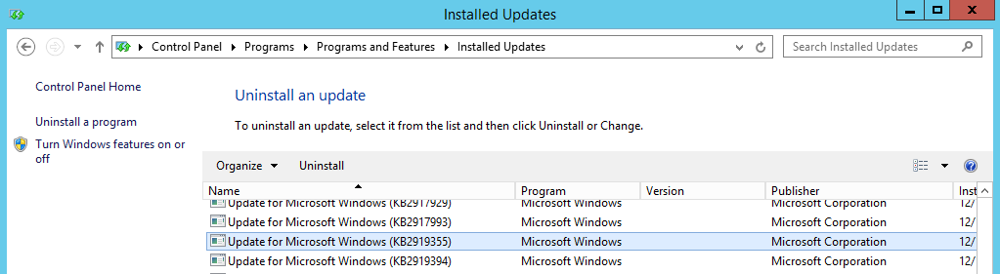 Installed Updates
Control Panel Programs Programs and Features Installed Updates
Search Installed Updates
Control Panel Home
Uninstall a program
Turn Windows features on or
off
Uninstall an update
To uninstall an update, select it from the list and then click Uninstall or Change.
Organize Uninstall
Name Program Version Publisher Inst
Update for Microsoft Windows (KB2917929) Microsoft Windows Microsoft Corporation 12/
Update for Microsoft Windows (KB2917993) Microsoft Windows Microsoft Corporation 12/
Update for Microsoft Windows (KB2919355) Microsoft Windows Microsoft Corporation 12/
Update for Microsoft Windows (KB2919394) Microsoft Windows Microsoft Corporation 12/